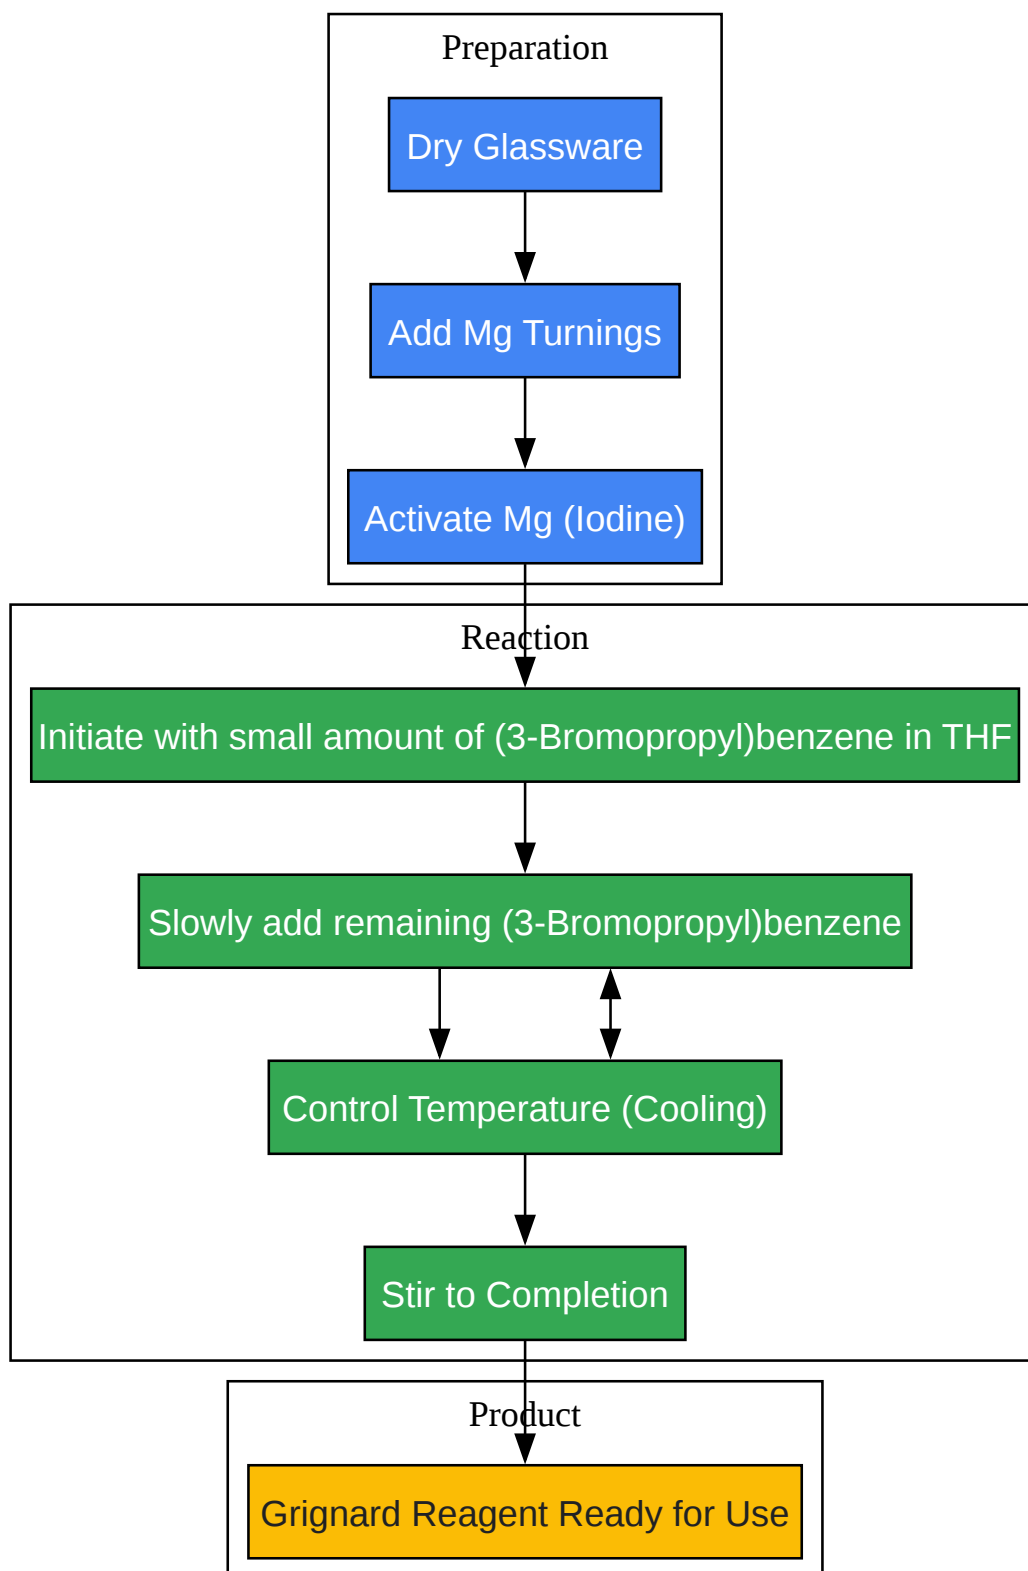 Preparation
Dry Glassware
Add Mg Turnings
Activate Mg (Iodine)
Reaction
Initiate with small amount of (3-Bromopropyl)benzene in THF
Slowly add remaining (3-Bromopropyl)benzene
Control Temperature (Cooling)
Stir to Completion
Product
Grignard Reagent Ready for Use